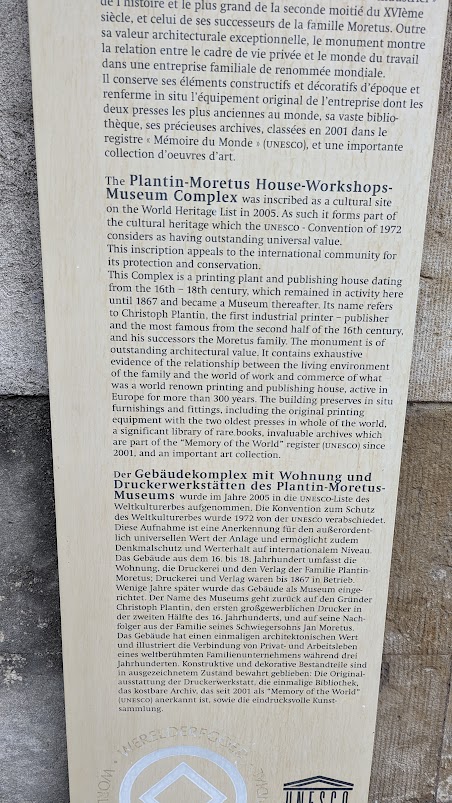 de l'histoire et le plus grand de la seconde moitié du XVIème
siècle, et celui de ses successeurs de la famille Moretus. Outre
sa valeur architecturale exceptionnelle, le monument montre
la relation entre le cadre de vie privée et le monde du travail
dans une entreprise familiale de renommée mondiale.
Il conserve ses éléments constructifs et décoratifs d'époque et
renferme in situ l'équipement original de l'entreprise dont les
deux presses les plus anciennes au monde, sa vaste biblio-
thèque, ses précieuses archives, classées en 2001 dans le
registre « Mémoire du Monde » (UNESCO), et une importante
collection d'oeuvres d'art.
The Plantin-Moretus House-Workshops-
Museum Complex was inscribed as a cultural site
on the World Heritage List in 2005. As such it forms part of
the cultural heritage which the UNESCO - Convention of 1972
considers as having outstanding universal value.
This inscription appeals to the international community for
its protection and conservation.
This Complex is a printing plant and publishing house dating
from the 16th – 18th century, which remained in activity here
until 1867 and became a Museum thereafter. Its name refers
to Christoph Plantin, the first industrial printer – publisher
and the most famous from the second half of the 16th century,
and his successors the Moretus family. The monument is of
outstanding architectural value. It contains exhaustive
evidence of the relationship between the living environment
of the family and the world of work and commerce of what
was a world renown printing and publishing house, active in
Europe for more than 300 years. The building preserves in situ
furnishings and fittings, including the original printing
equipment with the two oldest presses in whole of the world,
a significant library of rare books, invaluable archives which
are part of the "Memory of the World" register (UNESCO) since
2001, and an important art collection.
Der Gebäudekomplex mit Wohnung und
Druckerwerkstätten des Plantin-Moretus-
Museums wurde im Jahre 2005 in die UNESCO-Liste des
Weltkulturerbes aufgenommen. Die Konvention zum Schutz
des Weltkulturerbes wurde 1972 von der UNESCO verabschiedet.
Diese Aufnahme ist eine Anerkennung für den außerordent-
lich universellen Wert der Anlage und ermöglicht zudem
Denkmalschutz und Werterhalt auf internationalem Niveau.
Das Gebäude aus dem 16. bis 18. Jahrhundert umfasst die
Wohnung, die Druckerei und den Verlag der Familie Plantin-
Moretus; Druckerei und Verlag waren bis 1867 in Betrieb.
Wenige Jahre später wurde das Gebäude als Museum einge-
richtet. Der Name des Museums geht zurück auf den Gründer
Christoph Plantin, den ersten großgewerblichen Drucker in
der zweiten Hälfte des 16. Jahrhunderts, und auf seine Nach-
folger aus der Familie seines Schwiegersohns Jan Moretus.
Das Gebäude hat einen einmaligen architektonischen Wert
und illustriert die Verbindung von Privat- und Arbeitsleben
eines weltberühmten Familienunternehmens während drei
Jahrhunderten. Konstruktive und dekorative Bestandteile sind
in ausgezeichnetem Zustand bewahrt geblieben: Die Original-
ausstattung der Druckerwerkstatt, die einmalige Bibliothek,
das kostbare Archiv, das seit 2001 als "Memory of the World"
(UNESCO) anerkannt ist, sowie die eindrucksvolle Kunst-
sammlung.
UNESCO